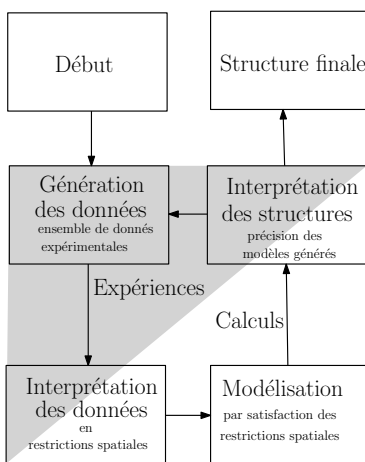 Début
Structure finale
Génération
des données
ensemble de donnés
expérimentales
Interprétation
des structures
précision des
modèles générés
Expériences
Calculs
Interprétation
des données
en
restrictions spatiales
Modélisation
par satisfaction des
restrictions spatiales